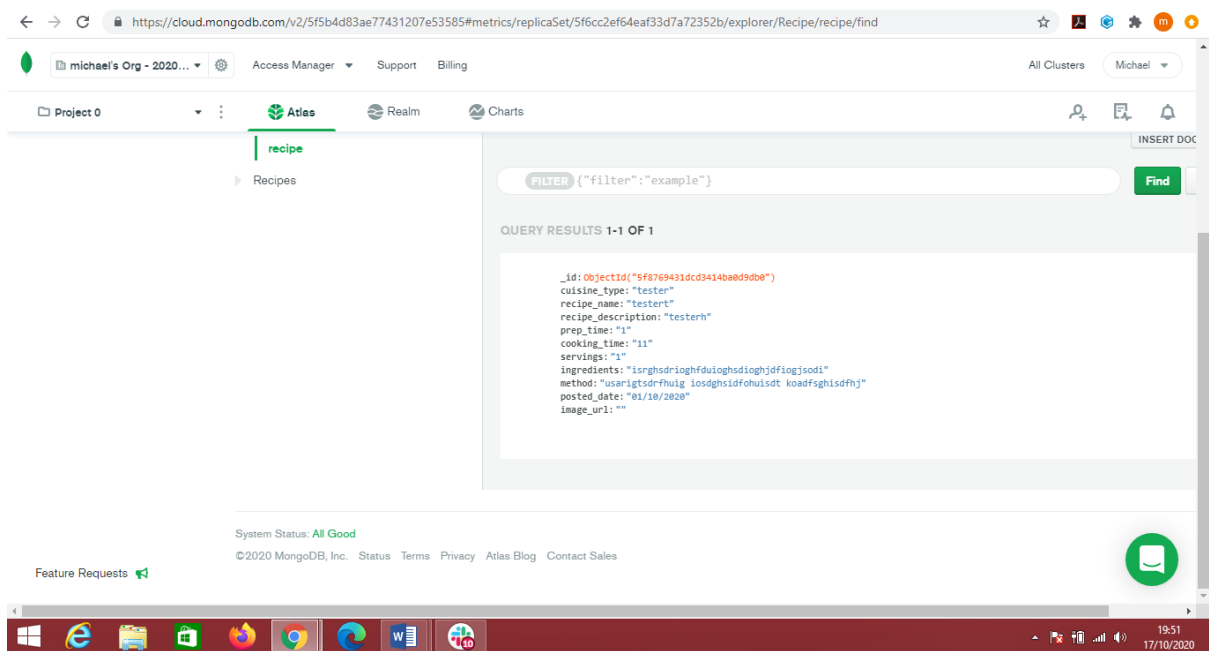 https://cloud.mongodb.com/v2/5f5b4d83ae77431207e53585#metrics/replicaSet/5f6cc2ef64eaf33d7a72352b/explorer/Recipe/recipe/find
m
michael's Org - 2020... Access Manager Support Billing All Clusters Michael
Project 0 Atlas Realm Charts
recipe INSERT DOC
Recipes FILTER {"filter":"example"} Find
QUERY RESULTS 1-1 OF 1
_id:ObjectId("5f8769431dcd3414ba0d9db0")
cuisine_type:"tester"
recipe_name:"testert"
recipe_description:"testerh"
prep_time:"1"
cooking_time:"11"
servings:"1"
ingredients:"isrghsdrioghfduioghsdioghjdfiogjsodi"
method:"usarigtsdrfhuig iosdghsidfohuisdt koadfsghisdfhj"
posted_date:"01/10/2020"
image_url:""
System Status: All Good
©2020 MongoDB, Inc. Status Terms Privacy Atlas Blog Contact Sales
Feature Requests
W 10
19:51
17/10/2020